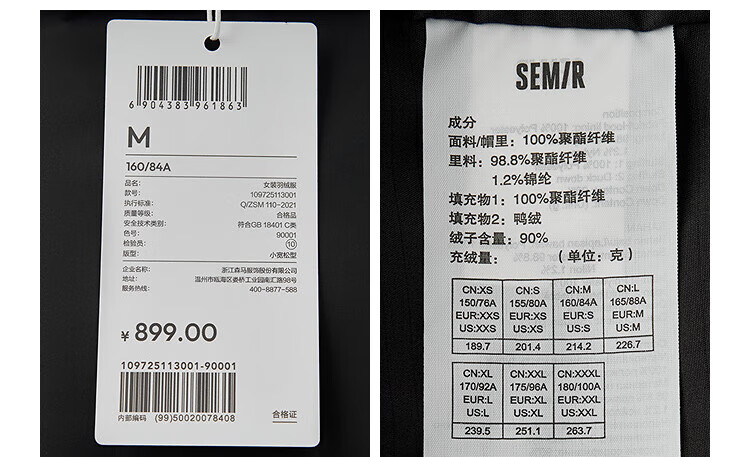 6 904383 961863
M
160/84A
品名： 女装羽绒服
款号： 109725113001
执行标准： Q/ZSM 110-2021
质量等级： 合格品
安全技术类别： 符合GB 18401 C类
色号： 90001
检验员： 10
版型： 小宽松型
企业名称： 浙江森马服饰股份有限公司
地址： 温州市瓯海区娄桥工业园南汇路98号
服务热线： 400-8877-588
¥ 899.00
109725113001-90001
内部编码 (99)50020078408
合格证
SEM/R
成分
面料/帽里：100%聚酯纤维
里料：98.8%聚酯纤维
1.2%锦纶
填充物1：100%聚酯纤维
填充物2：鸭绒
绒子含量：90%
充绒量： （单位：克）
CN:XS CN:S CN:M CN:L
150/76A 155/80A 160/84A 165/88A
EUR:XXS EUR:XS EUR:S EUR:M
US:XXS US:XS US:S US:M
189.7 201.4 214.2 226.7
CN:XL CN:XXL CN:XXXL
170/92A 175/96A 180/100A
EUR:L EUR:XL EUR:XXL
US:L US:XL US:XXL
239.5 251.1 263.7